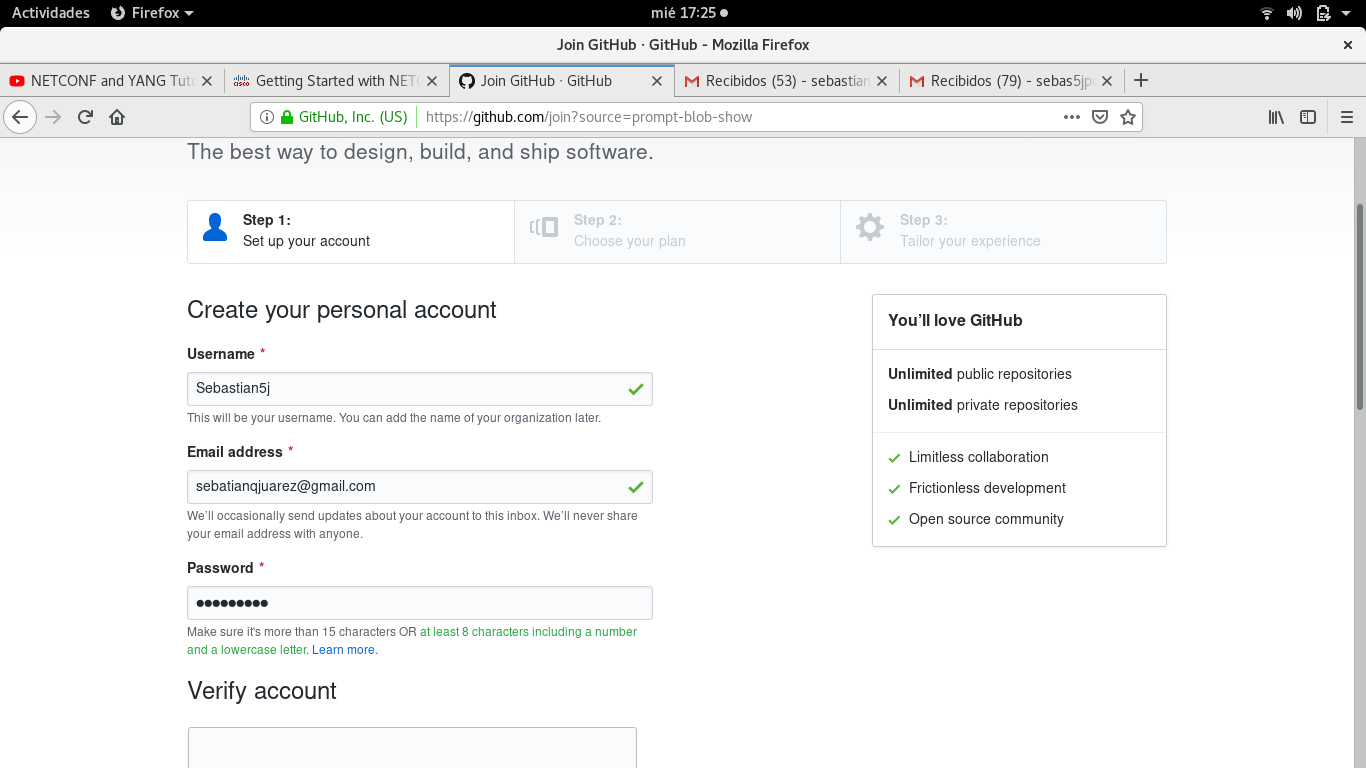 Actividades Firefox mié 17:25
Join GitHub · GitHub - Mozilla Firefox
NETCONF and YANG Tuto Getting Started with NETC Join GitHub · GitHub Recibidos (53) - sebastian Recibidos (79) - sebas5jp
GitHub, Inc. (US) https://github.com/join?source=prompt-blob-show
The best way to design, build, and ship software.
Step 1:
Set up your account
Step 2:
Choose your plan
Step 3:
Tailor your experience
Create your personal account
Username *
Sebastian5j
This will be your username. You can add the name of your organization later.
Email address *
sebatianqjuarez@gmail.com
We'll occasionally send updates about your account to this inbox. We'll never share
your email address with anyone.
Password *
●●●●●●●●●
Make sure it's more than 15 characters OR at least 8 characters including a number
and a lowercase letter. Learn more.
Verify account
You'll love GitHub
Unlimited public repositories
Unlimited private repositories
Limitless collaboration
Frictionless development
Open source community